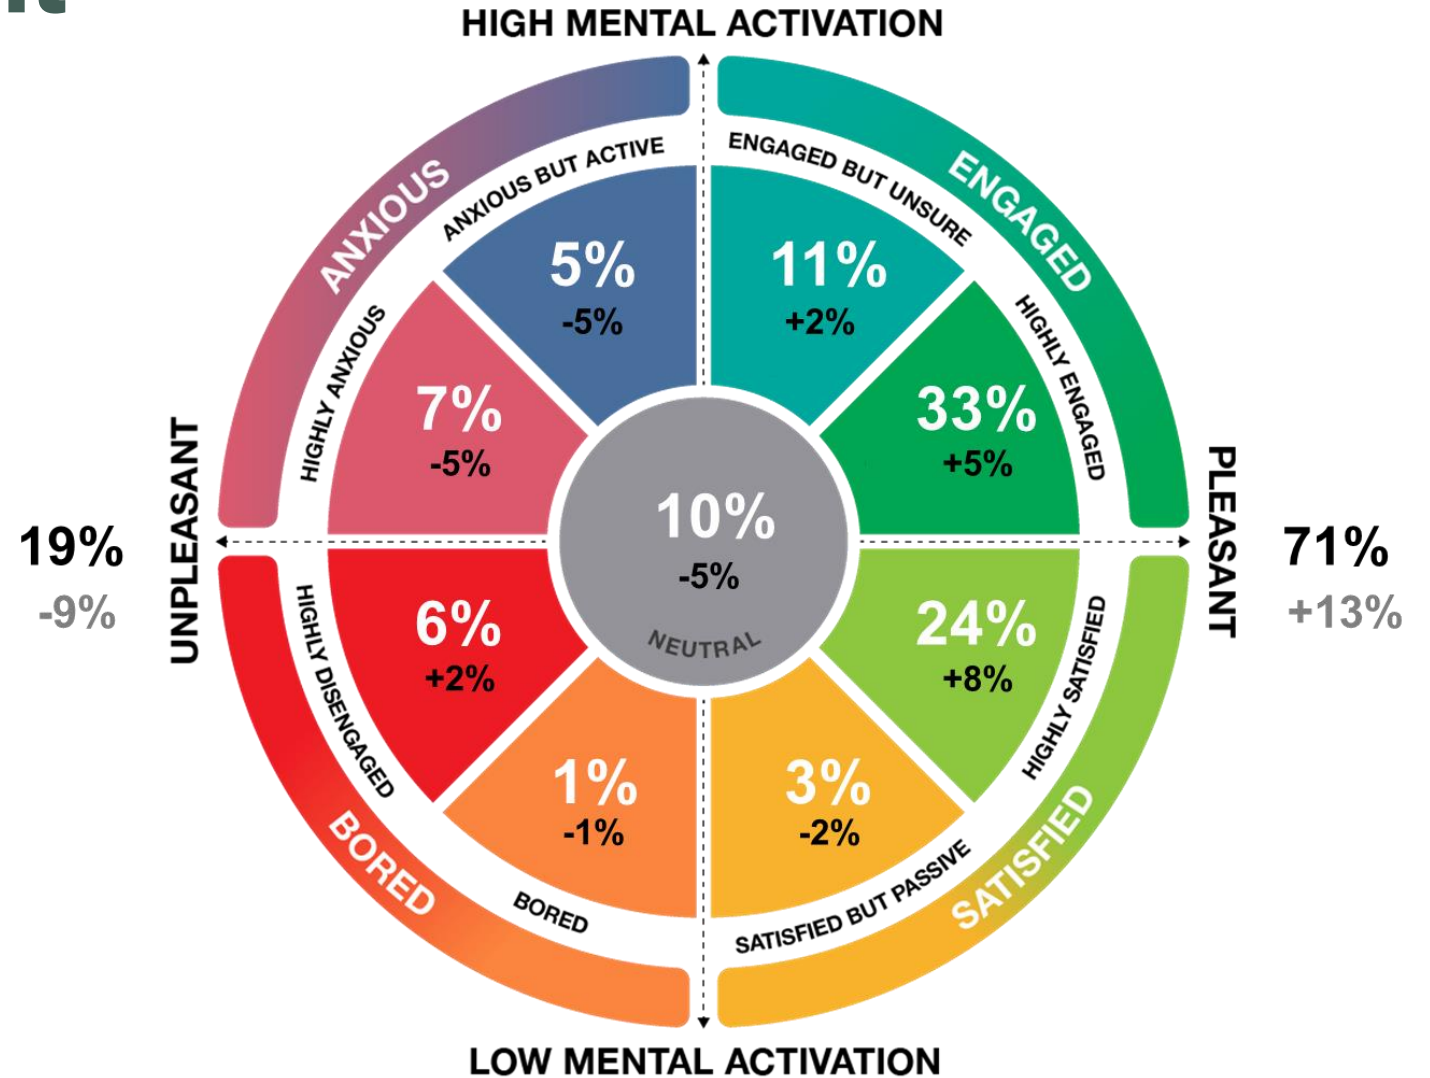 HIGH MENTAL ACTIVATION
ANXIOUS
ENGAGED
ANXIOUS BUT ACTIVE
ENGAGED BUT UNSURE
5%
-5%
11%
+2%
HIGHLY ANXIOUS
HIGHLY ENGAGED
7%
-5%
33%
+5%
UNPLEASANT
PLEASANT
19%
-9%
10%
-5%
NEUTRAL
71%
+13%
6%
+2%
24%
+8%
HIGHLY DISENGAGED
HIGHLY SATISFIED
1%
-1%
3%
-2%
BORED
SATISFIED
BORED
SATISFIED BUT PASSIVE
LOW MENTAL ACTIVATION